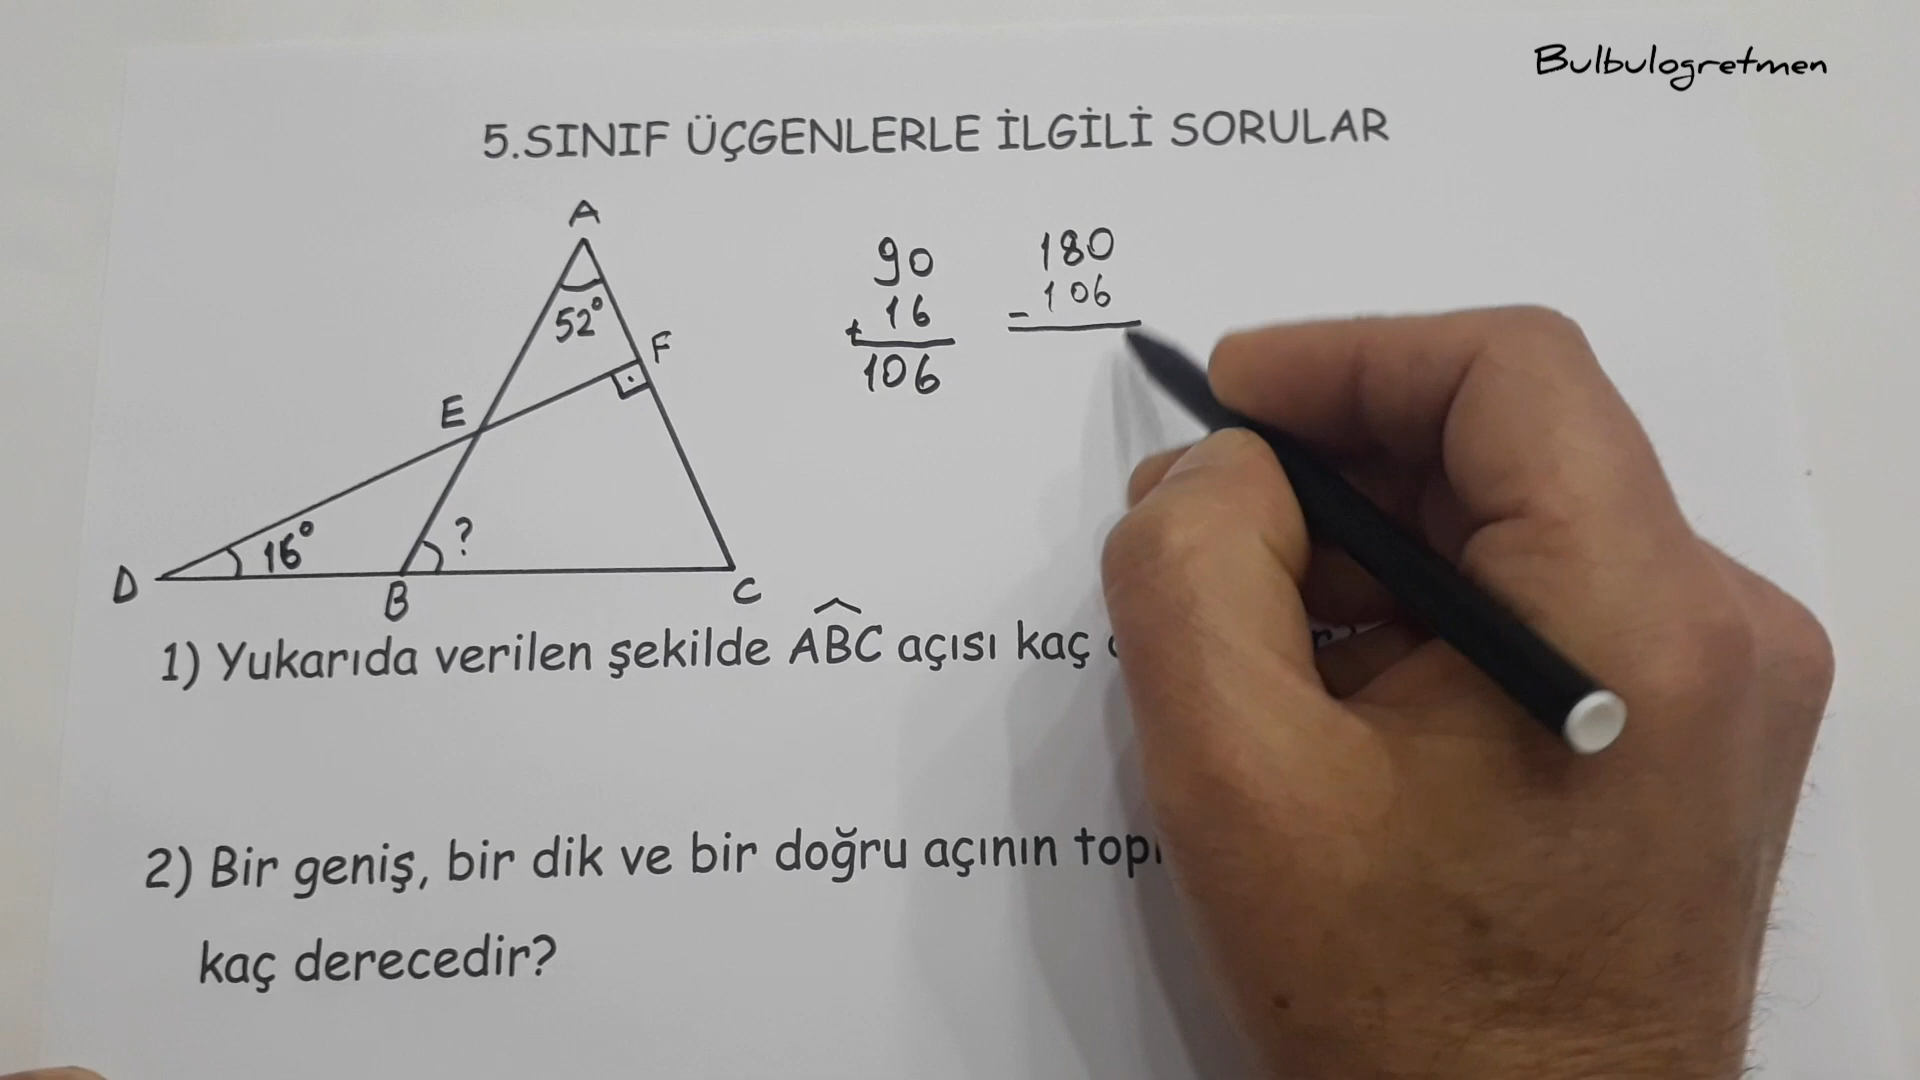 Bulbulogretmen
5.SINIF ÜÇGENLERLE İLGİLİ SORULAR
A
52°
F
E
D
16°
B
?
C
90
+ 16
106
180
- 106
1) Yukarıda verilen şekilde ABC açısı kaç
2) Bir geniş, bir dik ve bir doğru açının
kaç derecedir?